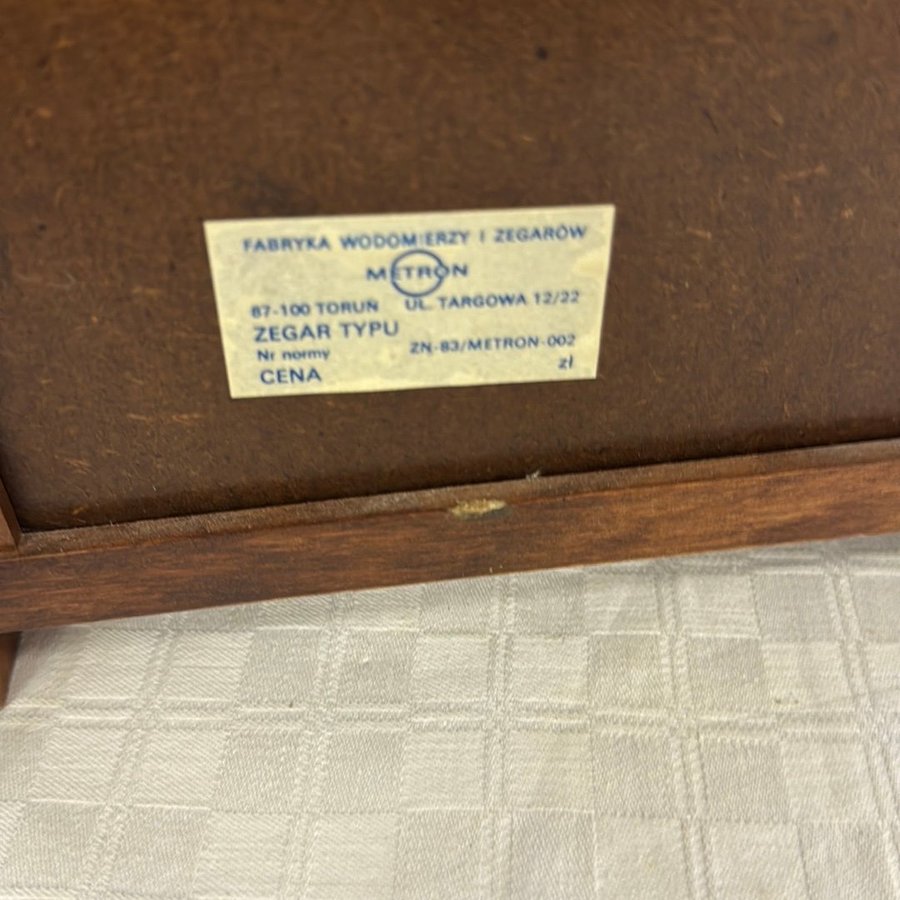 FABRYKA WODOMIERZY I ZEGARÓW
METRON
87-100 TORUŃ UL. TARGOWA 12/22
ZEGAR TYPU
Nr normy ZN-83/METRON-002
CENA zł